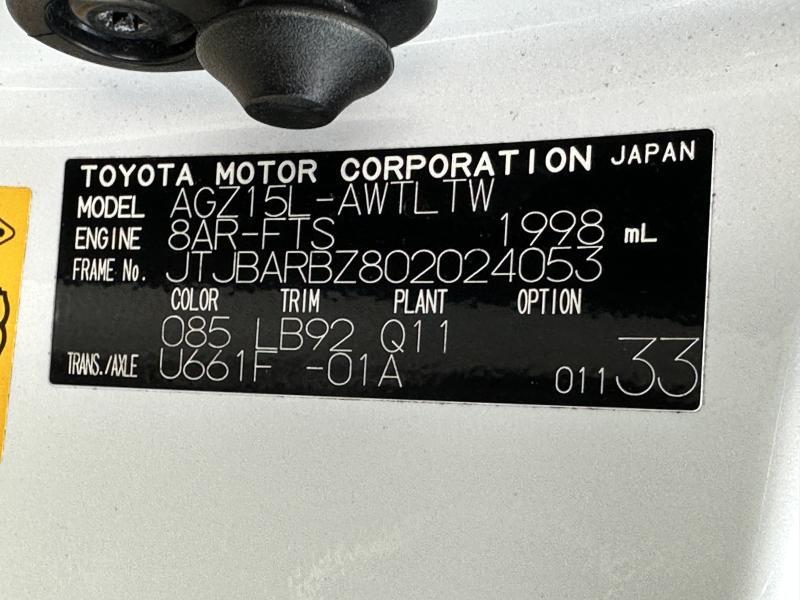 TOYOTA MOTOR CORPORATION JAPAN
MODEL AGZ15L-AWTLTW
ENGINE 8AR-FTS 1998 mL
FRAME No. JTJBARBZ802024053
COLOR TRIM PLANT OPTION
085 LB92 Q11
TRANS./AXLE U661F -01A 011 33